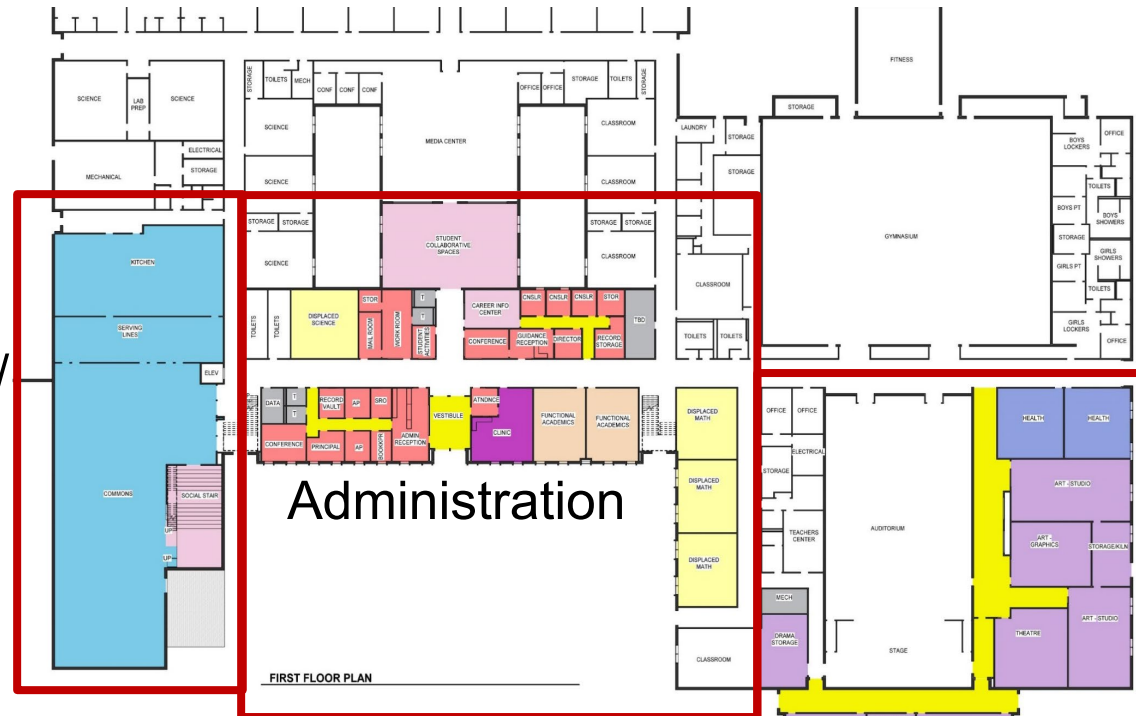 FITNESS
STORAGE
TOILETS
MECH
CONF
CONF
CONF
OFFICE
OFFICE
STORAGE
TOILETS
STORAGE
SCIENCE
LAB
PREP
SCIENCE
STORAGE
SCIENCE
MEDIA CENTER
CLASSROOM
LAUNDRY
STORAGE
BOYS
LOCKERS
OFFICE
ELECTRICAL
STORAGE
MECHANICAL
SCIENCE
CLASSROOM
STORAGE
TOILETS
BOYS PT
BOYS
SHOWERS
STORAGE
STORAGE
STUDENT
COLLABORATIVE
SPACES
STORAGE
STORAGE
GYMNASIUM
STORAGE
GIRLS
SHOWERS
KITCHEN
SCIENCE
CLASSROOM
GIRLS PT
CLASSROOM
TOILETS
SERVING
LINES
TOILETS
TOILETS
DISPLACED
SCIENCE
STOR
MAIL ROOM
WORK ROOM
T
T
STUDENT
ACTIVITIES
CAREER INFO.
CENTER
CNSLR
CNSLR
CNSLR
STOR
TBD
CONFERENCE
GUIDANCE
RECEPTION
DIRECTOR
RECORD
STORAGE
TOILETS
TOILETS
GIRLS
LOCKERS
OFFICE
ELEV
DATA
T
T
RECORD
VAULT
AP
SRO
VESTIBULE
ATNDNCE
CLINIC
FUNCTIONAL
ACADEMICS
FUNCTIONAL
ACADEMICS
DISPLACED
MATH
OFFICE
OFFICE
HEALTH
HEALTH
CONFERENCE
PRINCIPAL
AP
BOOKKPR
ADMIN
RECEPTION
ELECTRICAL
STORAGE
COMMONS
SOCIAL STAIR
UP
UP
Administration
DISPLACED
MATH
ART - STUDIO
TEACHERS
CENTER
AUDITORIUM
ART -
GRAPHICS
STORAGE/KILN
DISPLACED
MATH
MECH
DRAMA
STORAGE
THEATRE
ART - STUDIO
CLASSROOM
STAGE
FIRST FLOOR PLAN